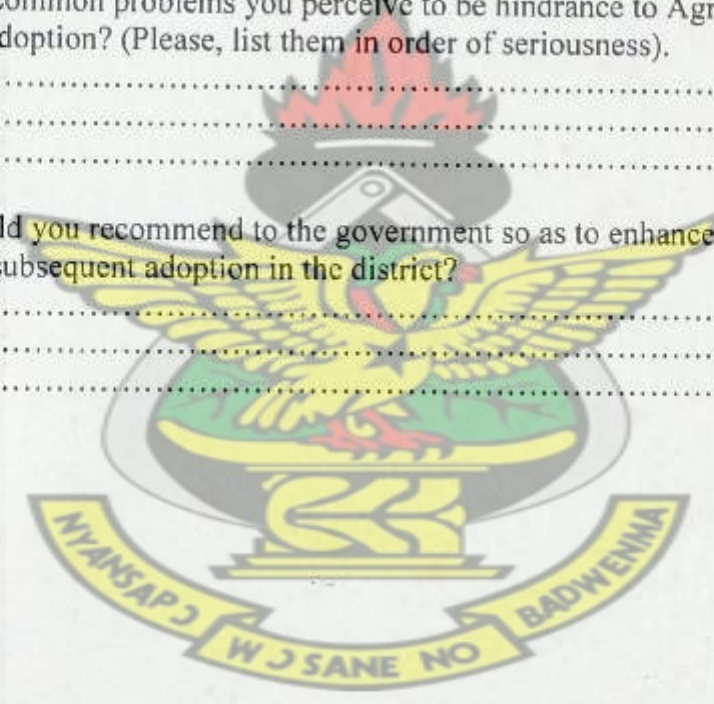 common problems you perceive to be hindrance to Agr
doption? (Please, list them in order of seriousness).
ld you recommend to the government so as to enhance
subsequent adoption in the district?
NYANSAPƆ
WƆSANE NO
BADWENMA